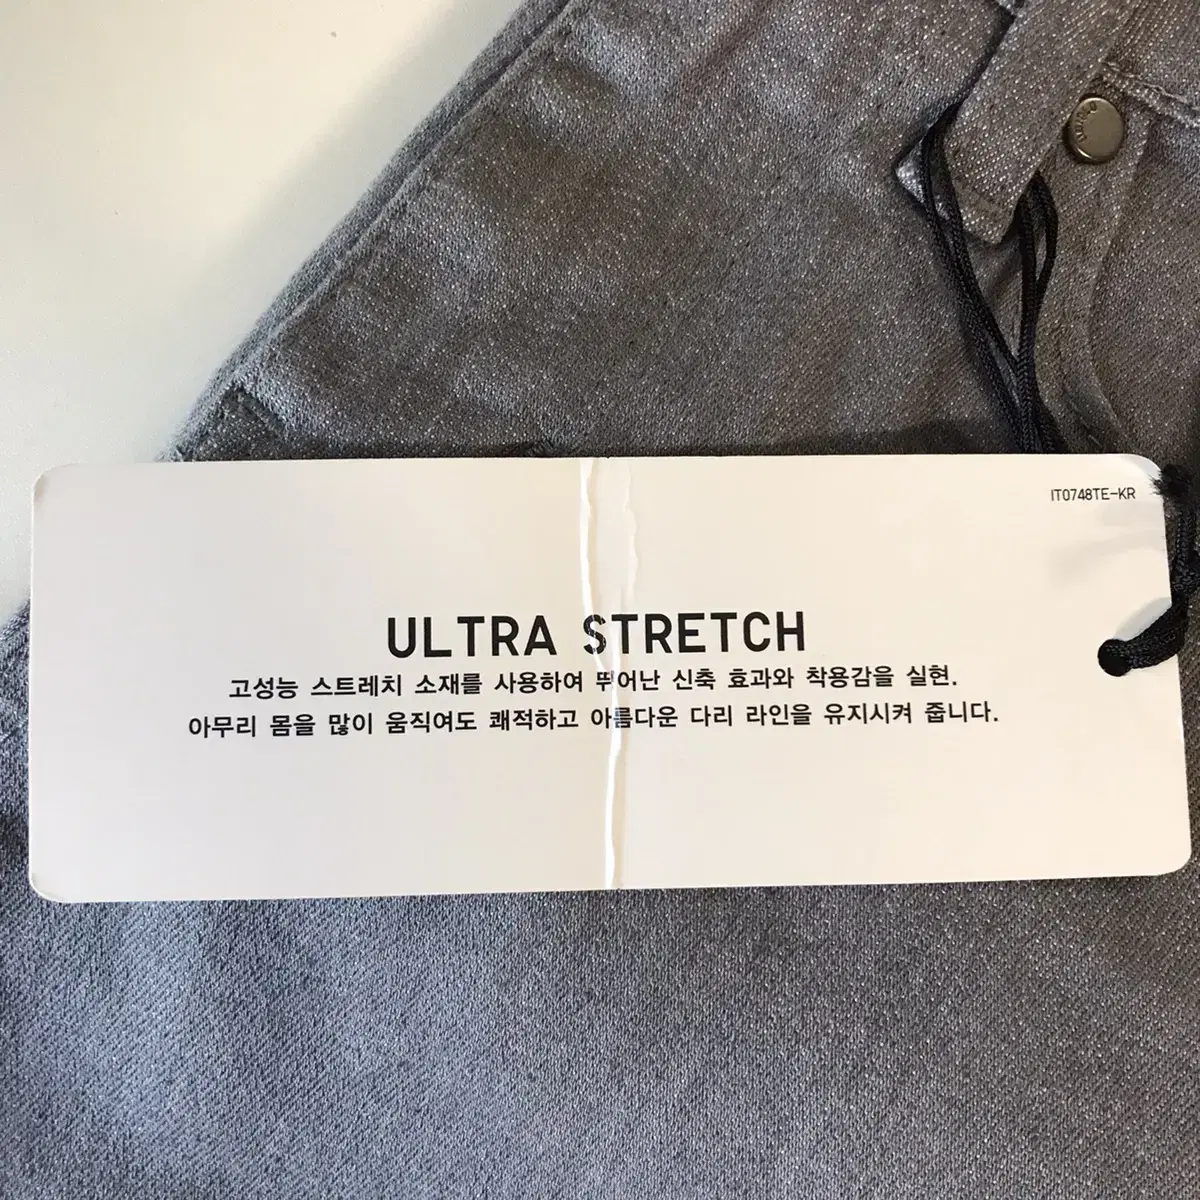 IT0748TE-KR
ULTRA STRETCH
고성능 스트레치 소재를 사용하여 뛰어난 신축 효과와 착용감을 실현.
아무리 몸을 많이 움직여도 쾌적하고 아름다운 다리 라인을 유지시켜 줍니다.